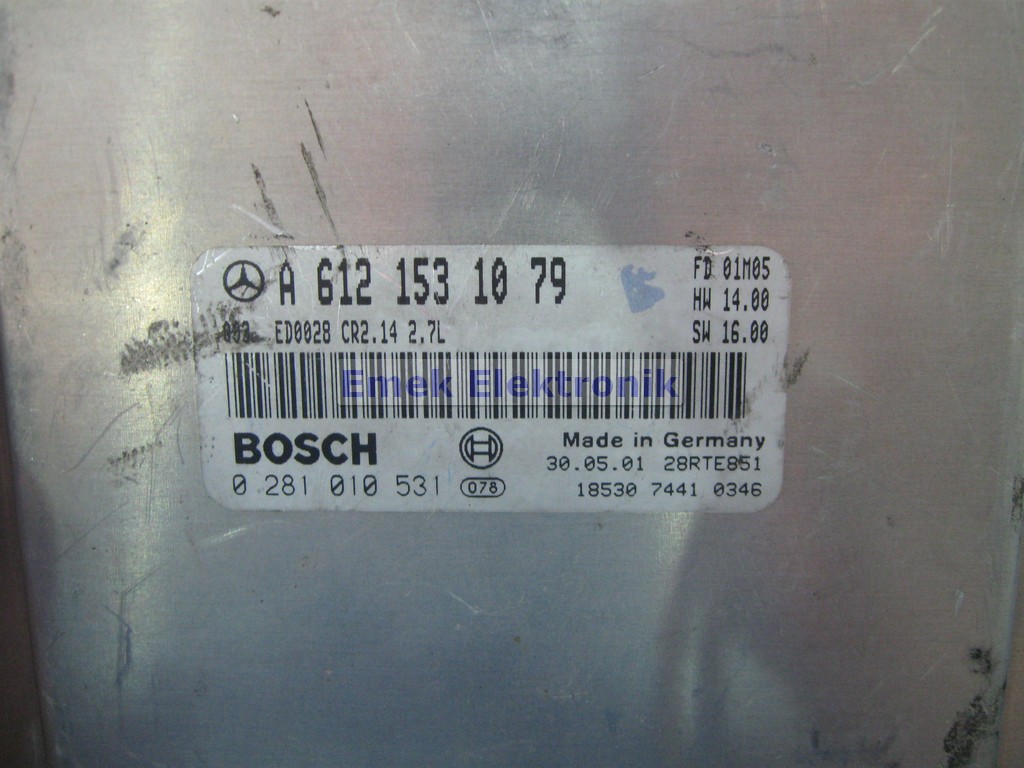 A 612 153 10 79
FD 01M05
HW 14.00
003 ED0028 CR2.14 2.7L
SW 16.00
Emek Elektronik
BOSCH
Made in Germany
30.05.01 28RTE851
0 281 010 531 078
18530 7441 0346